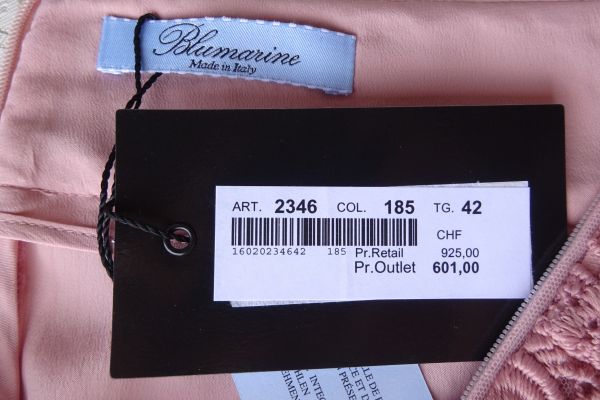 Blumarine
Made in Italy
ART. 2346 COL. 185 TG. 42
CHF
16020234642 185 Pr.Retail 925,00
Pr.Outlet 601,00